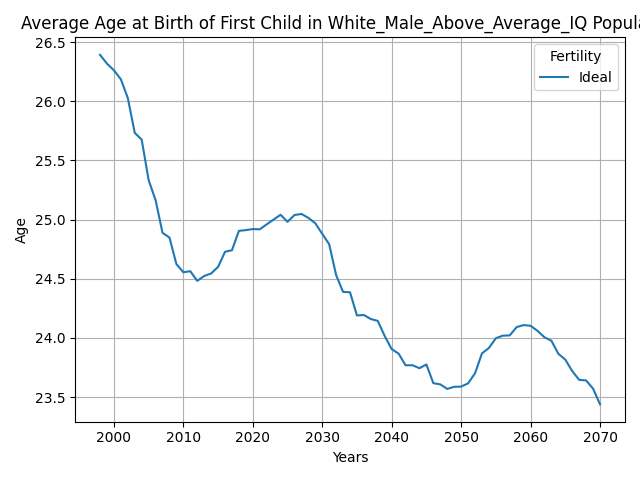 Average Age at Birth of First Child in White_Male_Above_Average_IQ Popula
26.5
26.0
25.5
25.0
24.5
24.0
23.5
Age
Fertility
Ideal
2000 2010 2020 2030 2040 2050 2060 2070
Years